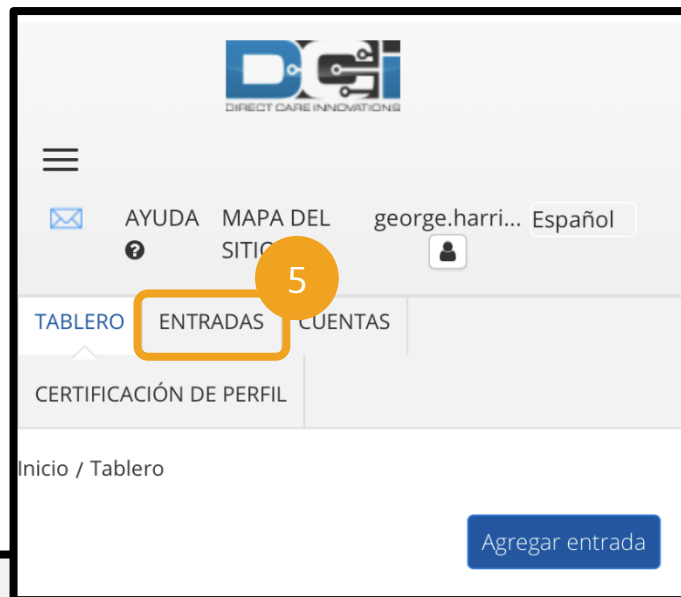 DCi
DIRECT CARE INNOVATIONS
AYUDA MAPA DEL george.harri... Español
SITIO
5
TABLERO ENTRADAS CUENTAS
CERTIFICACIÓN DE PERFIL
Inicio / Tablero
Agregar entrada